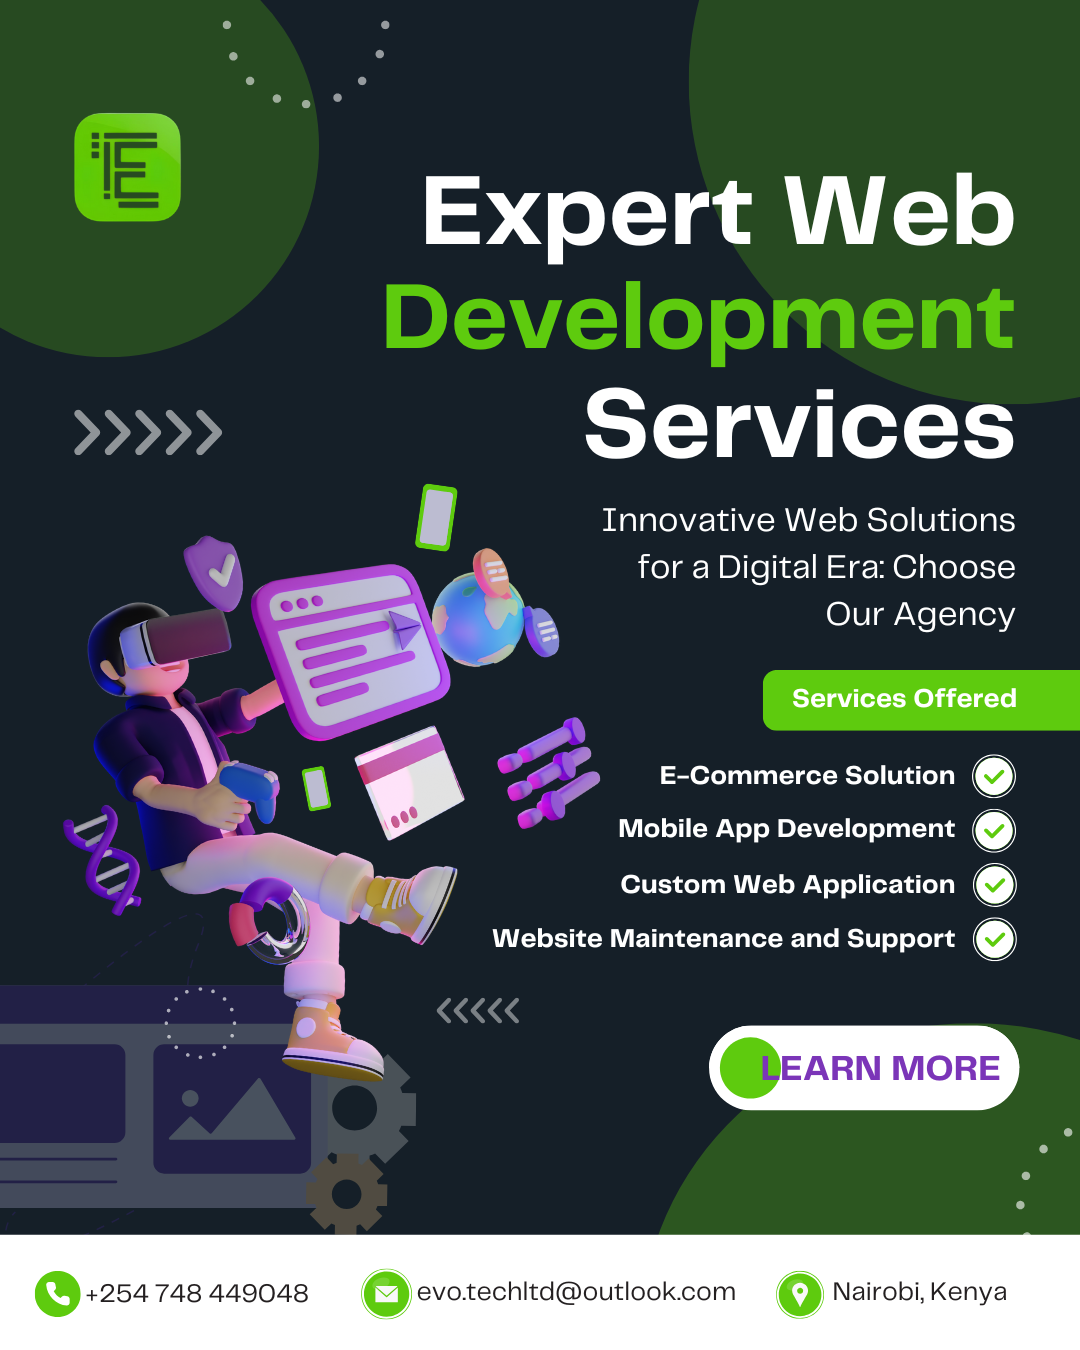 E
Expert Web
Development
Services
Innovative Web Solutions
for a Digital Era: Choose
Our Agency
Services Offered
E-Commerce Solution
Mobile App Development
Custom Web Application
Website Maintenance and Support
LEARN MORE
+254 748 449048
evo.techltd@outlook.com
Nairobi, Kenya